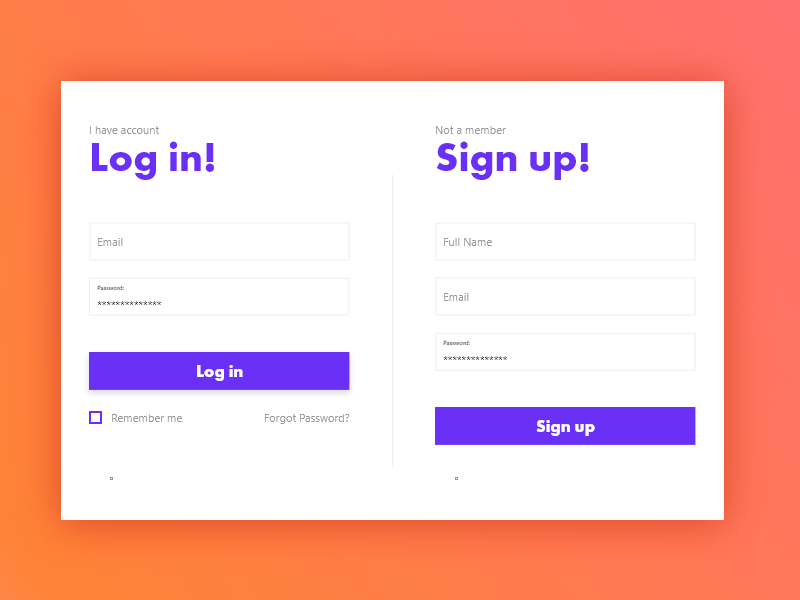 I have account
Log in!
Email
Password:
**************
Log in
Remember me
Forgot Password?
Not a member
Sign up!
Full Name
Email
Password:
**************
Sign up